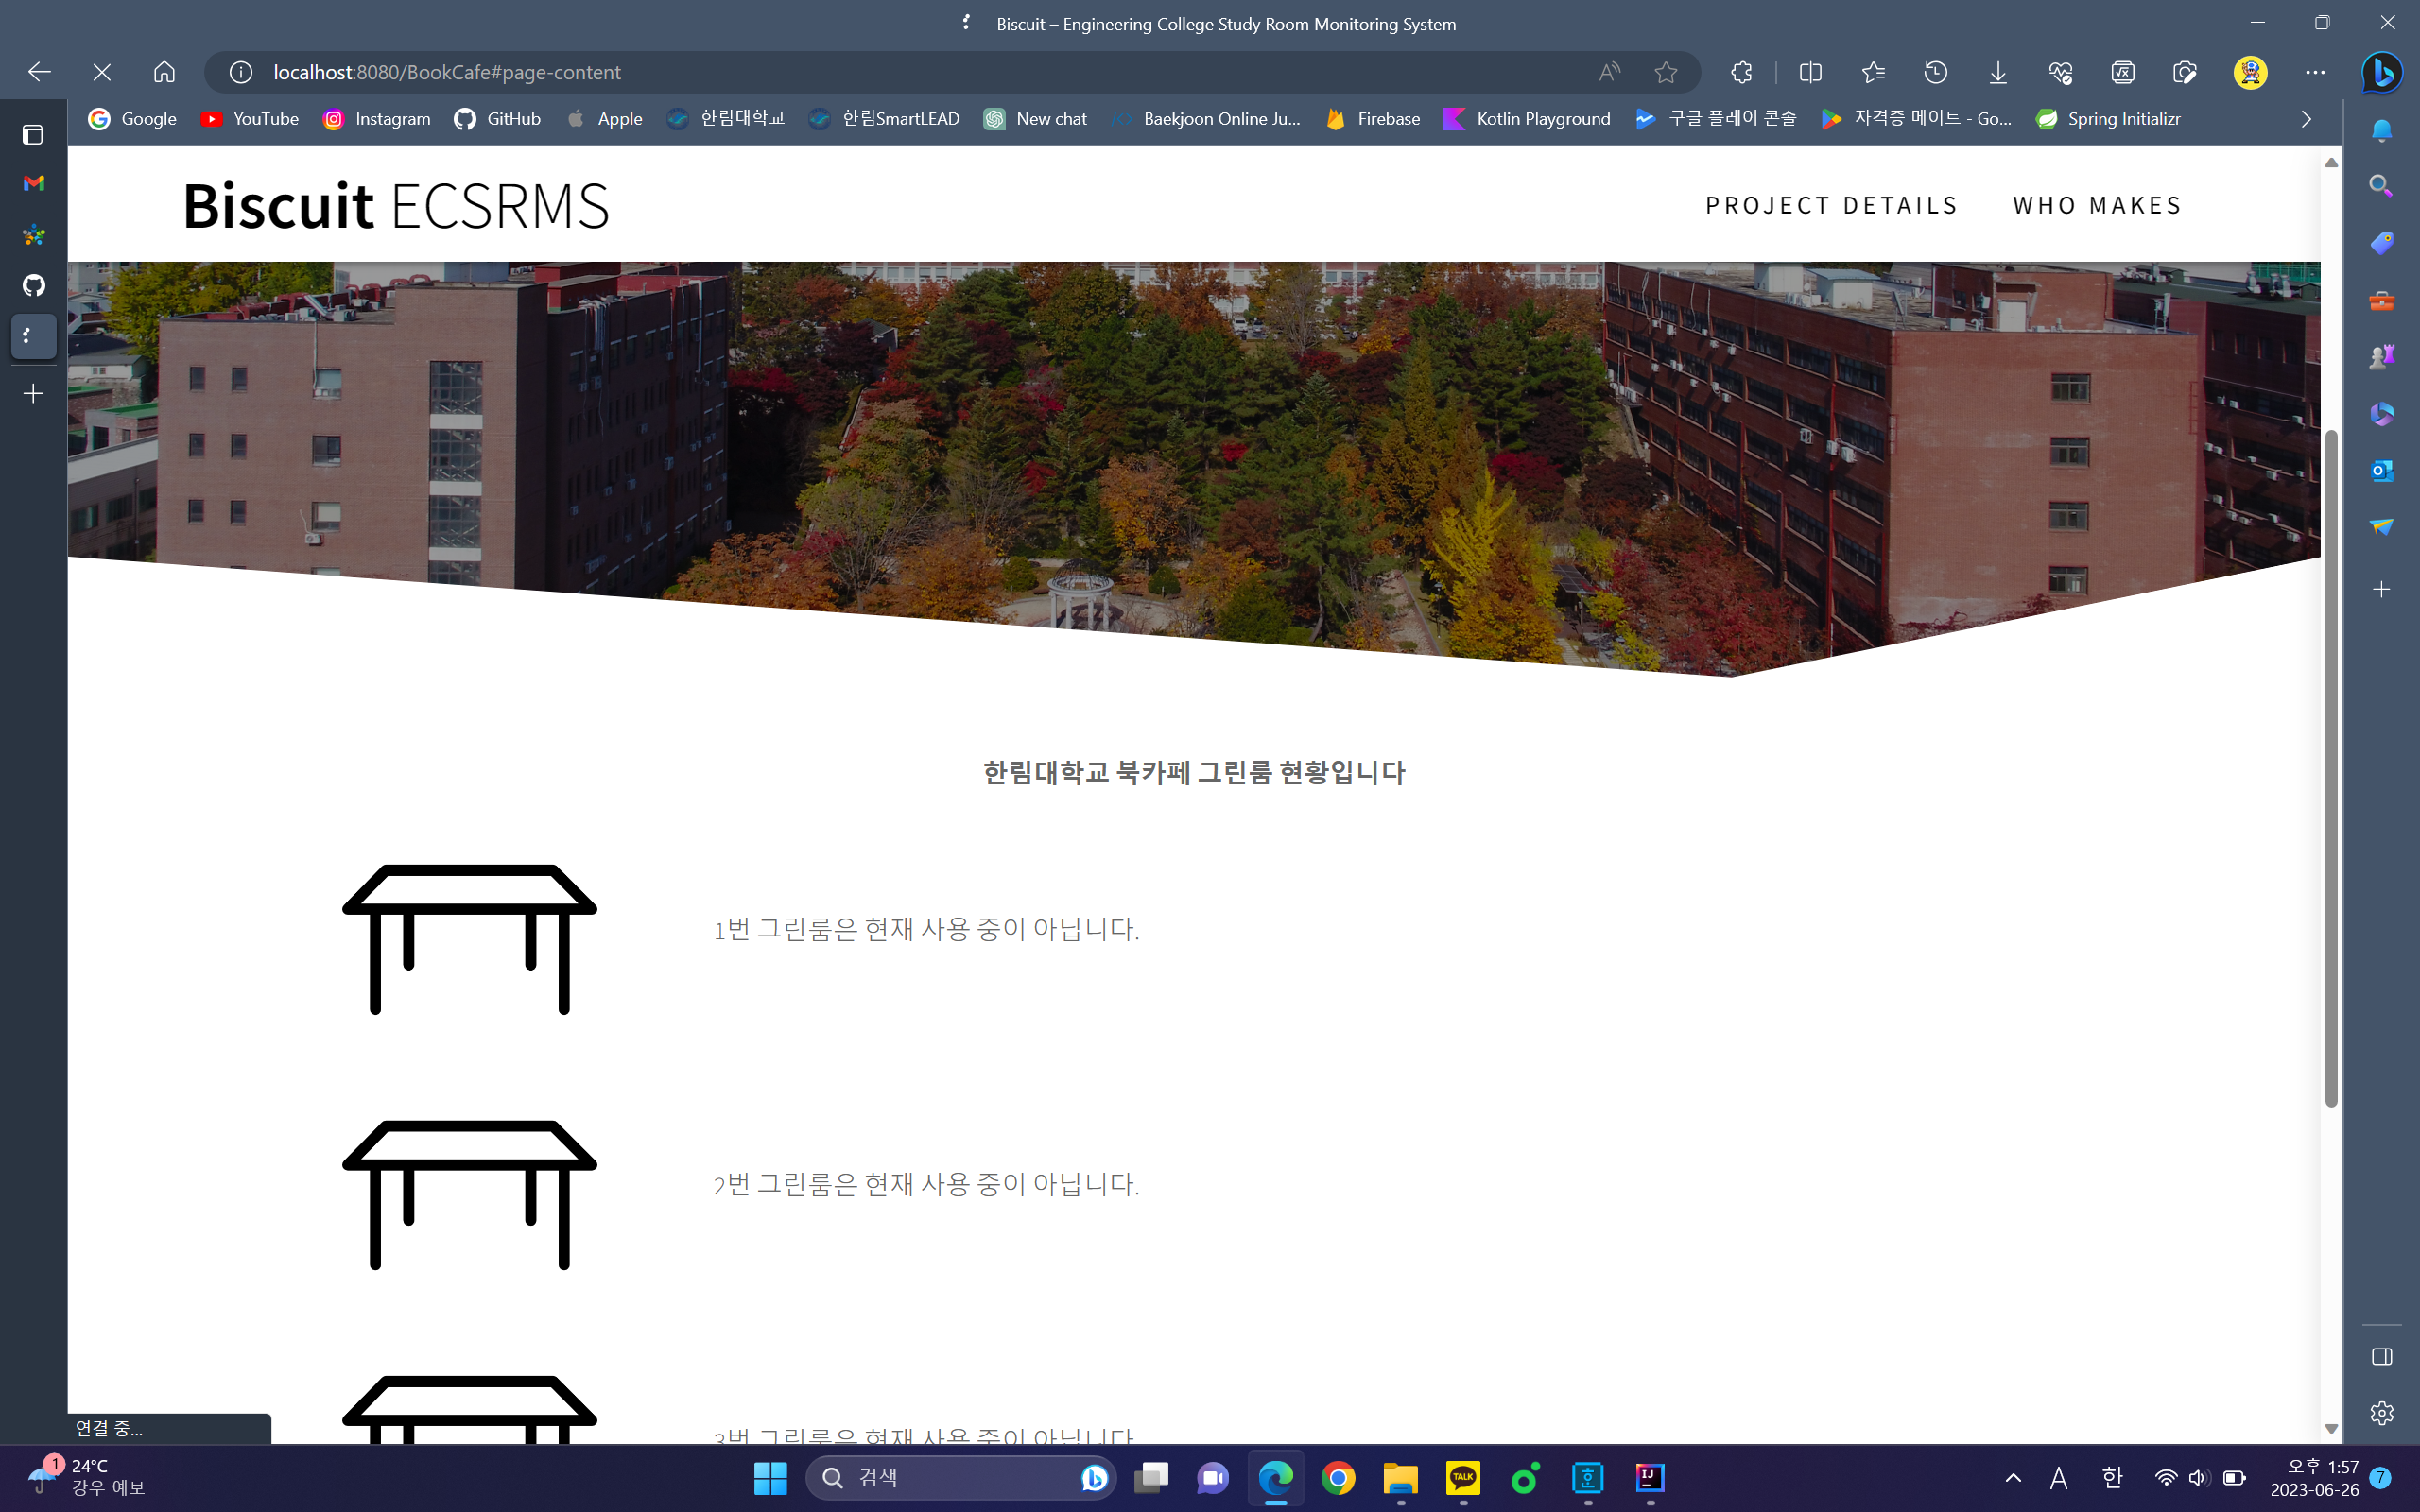 Biscuit – Engineering College Study Room Monitoring System
localhost:8080/BookCafe#page-content
Google YouTube Instagram GitHub Apple 한림대학교 한림SmartLEAD New chat Baekjoon Online Ju... Firebase Kotlin Playground 구글 플레이 콘솔 자격증 메이트 - Go... Spring Initializr
Biscuit ECSRMS
PROJECT DETAILS WHO MAKES
한림대학교 북카페 그린룸 현황입니다
1번 그린룸은 현재 사용 중이 아닙니다.
2번 그린룸은 현재 사용 중이 아닙니다.
3번 그린룸은 현재 사용 중이 아닙니다
연결 중...
1
24°C
강우 예보
검색
TALK
호
IJ
A 한
오후 1:57
2023-06-26
7